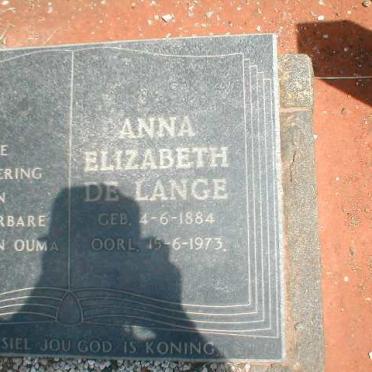 E
ERING
N
RBARE
N OUMA
ANNA
ELIZABETH
DE LANGE
GEB. 4-6-1884
OORL. 15-6-1973.
SIEL JOU GOD IS KONING